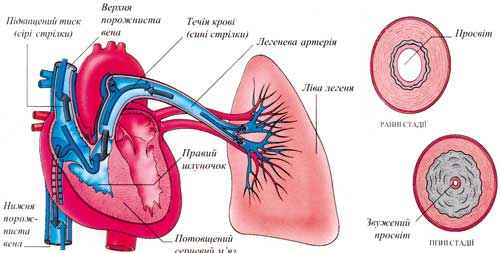 Підвищений тиск
(сірі стрілки)
Верхня
порожниста
вена
Течія крові
(сині стрілки)
Легенева артерія
Ліва легеня
Просвіт
РАННІ СТАДІЇ
Правий
шлуночок
Нижня
порож-
ниста
вена
Потовщений
серцевий м'яз
Звужений
просвіт
ПІЗНІ СТАДІЇ